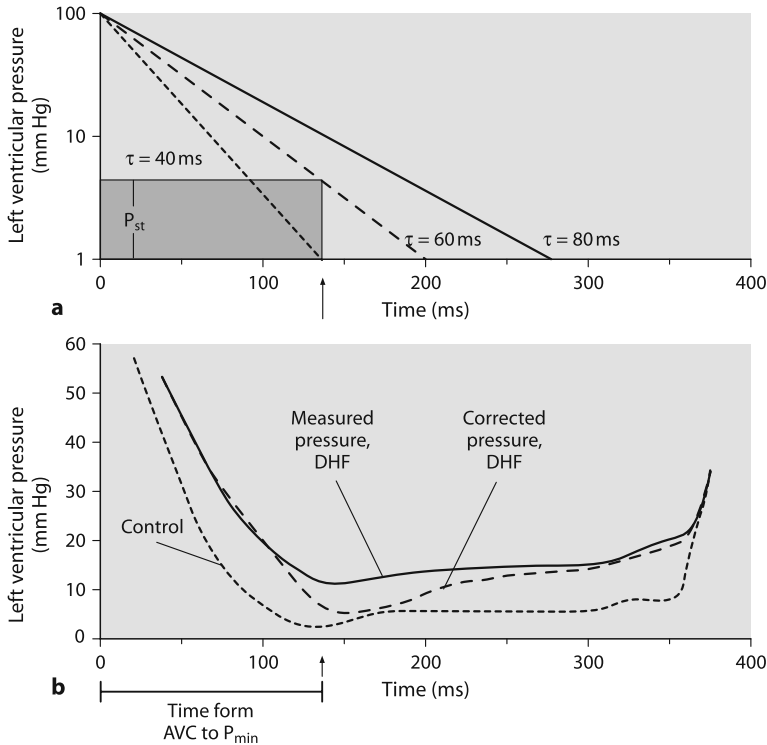 Left ventricular pressure
(mm Hg)
100
10
1
τ = 40 ms
P_st
τ = 60 ms
τ = 80 ms
100
200
300
400
a
Time (ms)
Left ventricular pressure
(mm Hg)
60
50
40
30
20
10
0
Measured
pressure,
DHF
Corrected
pressure,
DHF
Control
0
100
200
300
400
b
Time (ms)
Time form
AVC to P_min